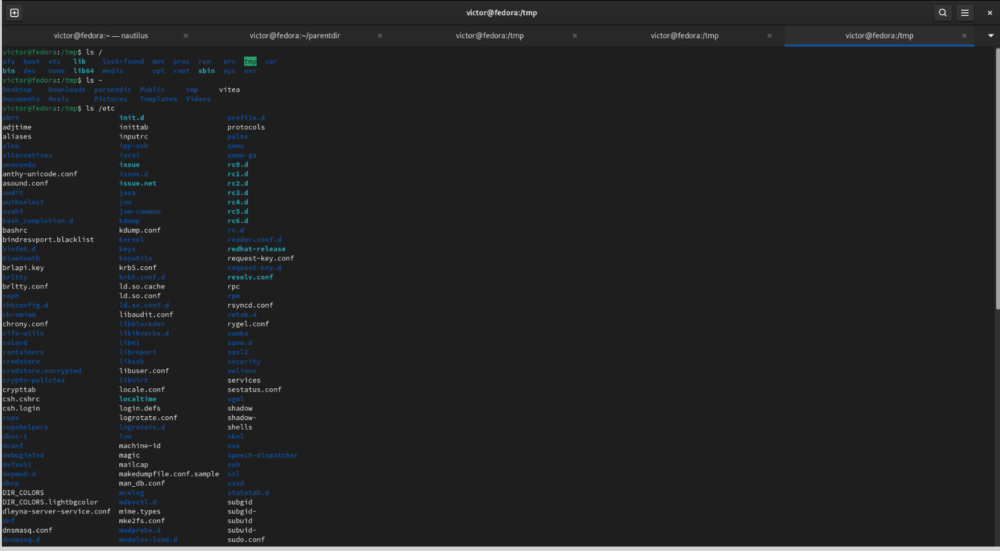 victor@fedora:/tmp
victor@fedora:~ — nautilus × victor@fedora:~/parentdir × victor@fedora:/tmp × victor@fedora:/tmp × victor@fedora:/tmp ×
victor@fedora:/tmp$ ls /
afs boot etc lib lost+found mnt proc run srv tmp var
bin dev home lib64 media opt root sbin sys usr
victor@fedora:/tmp$ ls ~
Desktop Downloads parentdir Public tmp vitea
Documents Music Pictures Templates Videos
victor@fedora:/tmp$ ls /etc
abrt init.d profile.d
adjtime inittab protocols
aliases inputrc pulse
alsa ipp-usb qemu
alternatives iscsi qemu-ga
anaconda issue rc0.d
anthy-unicode.conf issue.d rc1.d
asound.conf issue.net rc2.d
audit java rc3.d
authselect jvm rc4.d
avahi jvm-common rc5.d
bash_completion.d kdump rc6.d
bashrc kdump.conf rc.d
bindresvport.blacklist kernel reader.conf.d
binfmt.d keys redhat-release
bluetooth keyutils request-key.conf
brlapi.key krb5.conf request-key.d
brltty krb5.conf.d resolv.conf
brltty.conf ld.so.cache rpc
ceph ld.so.conf rpm
chkconfig.d ld.so.conf.d rsyncd.conf
chromium libaudit.conf rwtab.d
chrony.conf libblockdev rygel.conf
cifs-utils libibverbs.d samba
colord libnl sane.d
containers libreport sasl2
credstore libssh security
credstore.encrypted libuser.conf selinux
crypto-policies libvirt services
crypttab locale.conf sestatus.conf
csh.cshrc localtime sgml
csh.login login.defs shadow
cups logrotate.conf shadow-
cupshelpers logrotate.d shells
dbus-1 lvm skel
dconf machine-id sos
debuginfod magic speech-dispatcher
default mailcap ssh
depmod.d makedumpfile.conf.sample ssl
dhcp man_db.conf sssd
DIR_COLORS mcelog statetab.d
DIR_COLORS.lightbgcolor mdevctl.d subgid
dleyna-server-service.conf mime.types subgid-
dnf mke2fs.conf subuid
dnsmasq.conf modprobe.d subuid-
dnsmasq.d modules-load.d sudo.conf